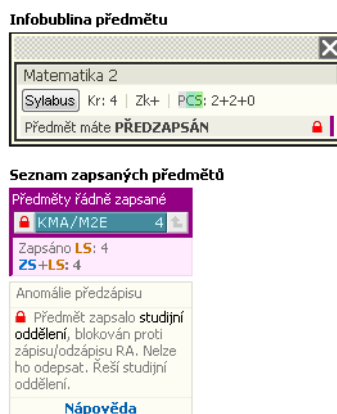 Infobublina předmětu
Matematika 2
Sylabus Kr: 4 | Zk+ | PCS: 2+2+0
Předmět máte PŘEDZAPSÁN
Seznam zapsaných předmětů
Předměty řádně zapsané
KMA/M2E 4
Zapsáno LS: 4
ZS+LS: 4
Anomálie předzápisu
Předmět zapsalo studijní
oddělení, blokován proti
zápisu/odzápisu RA. Nelze
ho odepsat. Řeší studijní
oddělení.
Nápověda